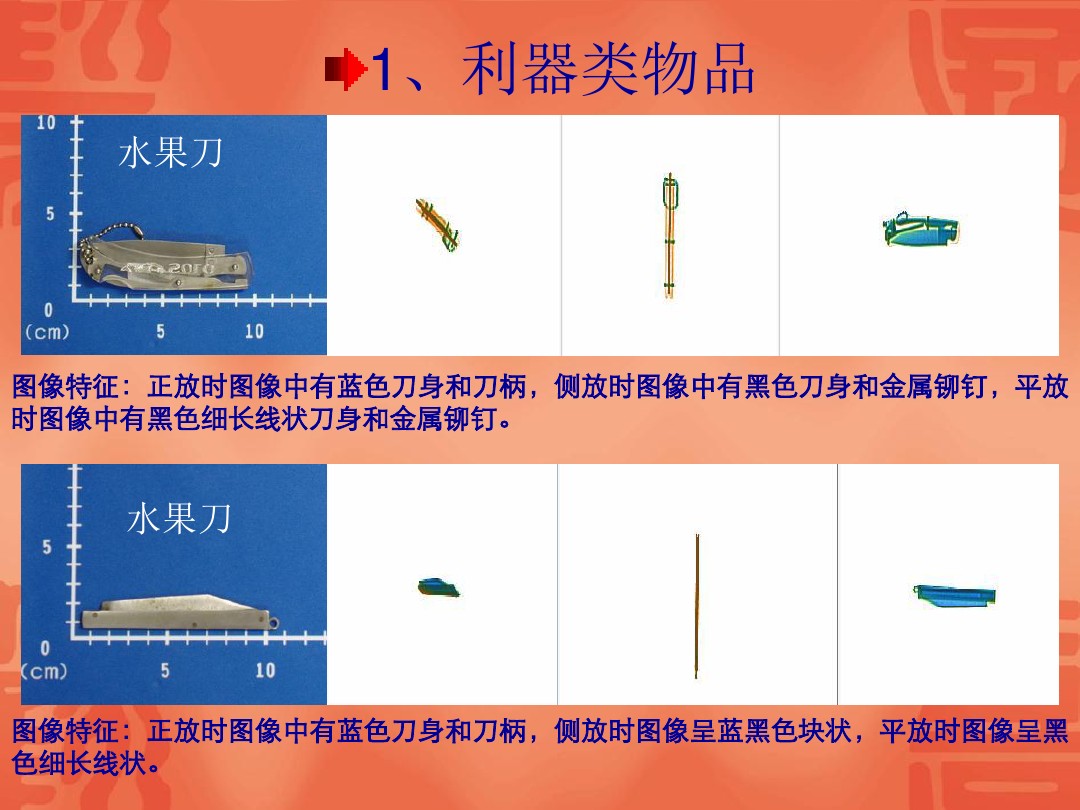 1、利器类物品
10
水果刀
5
0
(cm)
5
10
图像特征：正放时图像中有蓝色刀身和刀柄，侧放时图像中有黑色刀身和金属铆钉，平放
时图像中有黑色细长线状刀身和金属铆钉。
水果刀
5
0
(cm)
5
10
图像特征：正放时图像中有蓝色刀身和刀柄，侧放时图像呈蓝黑色块状，平放时图像呈黑
色细长线状。